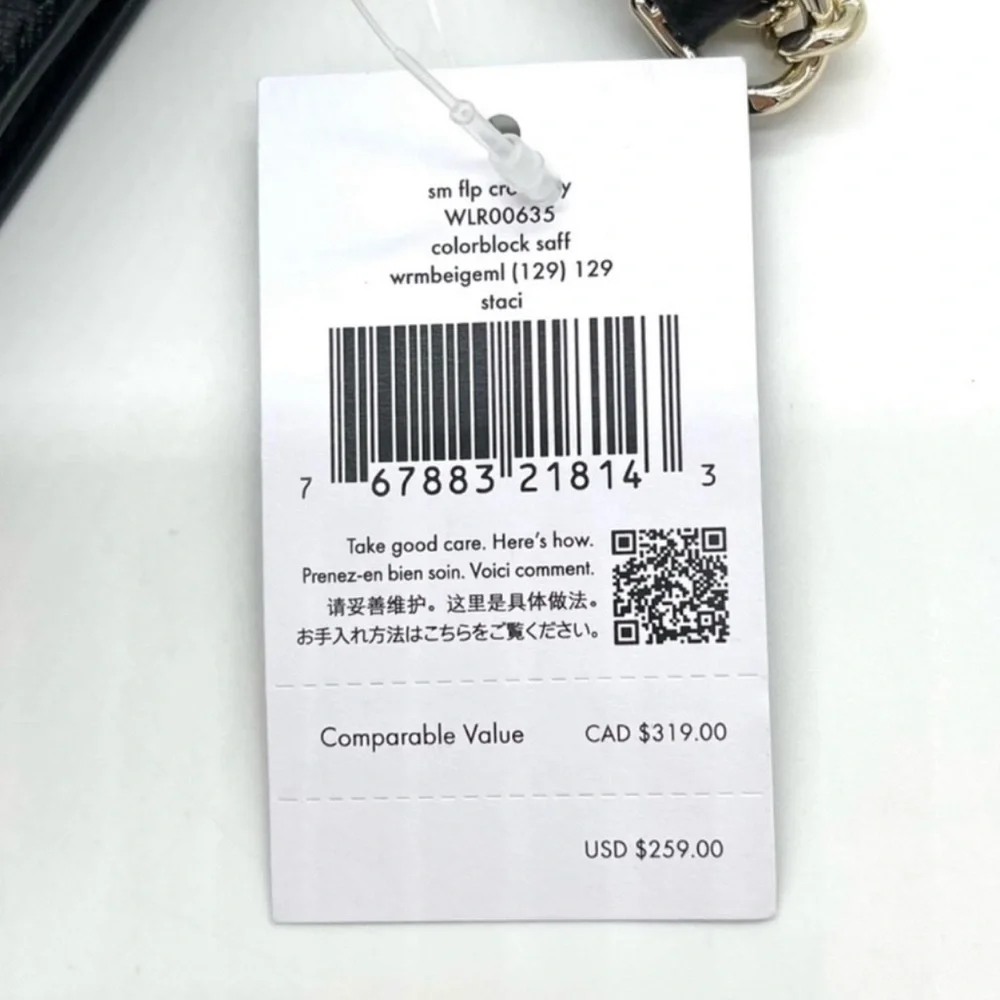 sm flp
WLR00635
colorblock saff
wrmbeigeml (129) 129
staci
7 67883 21814 3
Take good care. Here's how.
Prenez-en bien soin. Voici comment.
请妥善维护。这里是具体做法。
お手入れ方法はこちらをご覧ください。
Comparable Value CAD $319.00
USD $259.00